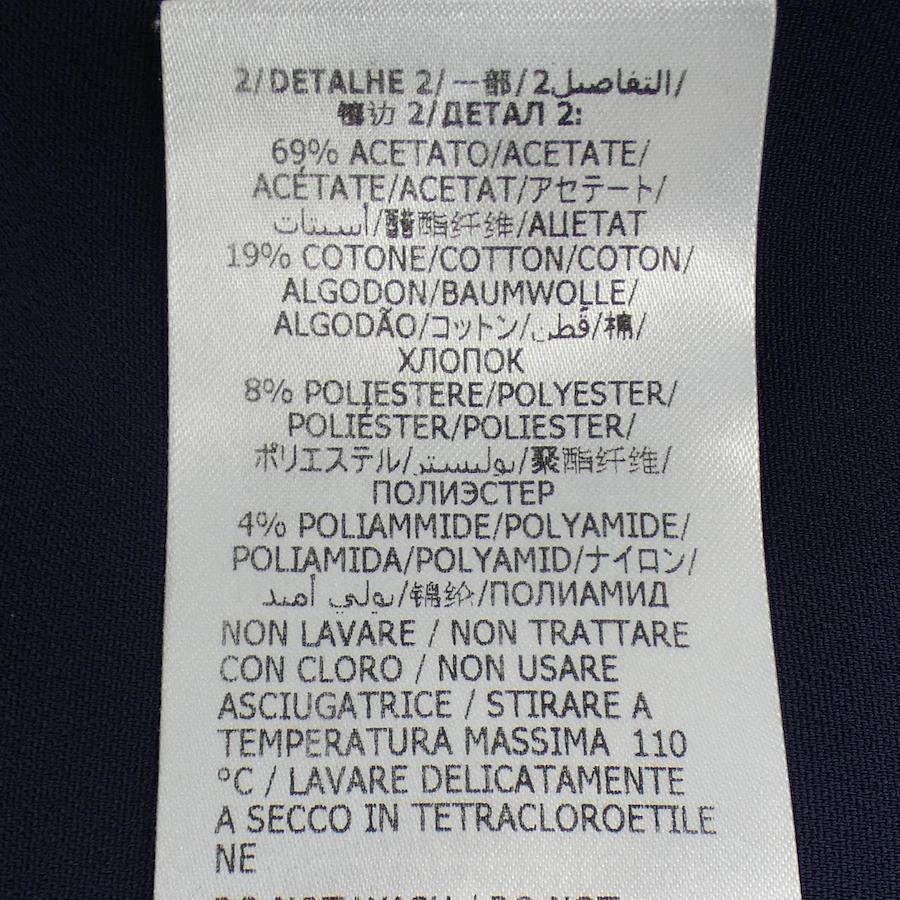 2/DETALHE 2/一部/2التفاصيل/
镶边 2/ДЕТАЛ 2:
69% ACETATO/ACETATE/
ACÉTATE/ACETAT/アセテート/
أسيتات/醋酯纤维/АЦЕТАТ
19% COTONE/COTTON/COTON/
ALGODON/BAUMWOLLE/
ALGODÃO/コットン/قطن/棉/
ХЛОПОК
8% POLIESTERE/POLYESTER/
POLIÉSTER/POLIESTER/
ポリエステル/بوليستر/聚酯纤维/
ПОЛИЭСТЕР
4% POLIAMMIDE/POLYAMIDE/
POLIAMIDA/POLYAMID/ナイロン/
بولي أميد/锦纶/ПОЛИАМИД
NON LAVARE / NON TRATTARE
CON CLORO / NON USARE
ASCIUGATRICE / STIRARE A
TEMPERATURA MASSIMA 110
°C / LAVARE DELICATAMENTE
A SECCO IN TETRACLOROETILE
NE